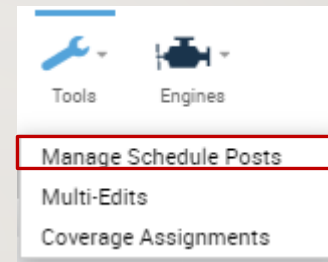 Tools Engines
Manage Schedule Posts
Multi-Edits
Coverage Assignments